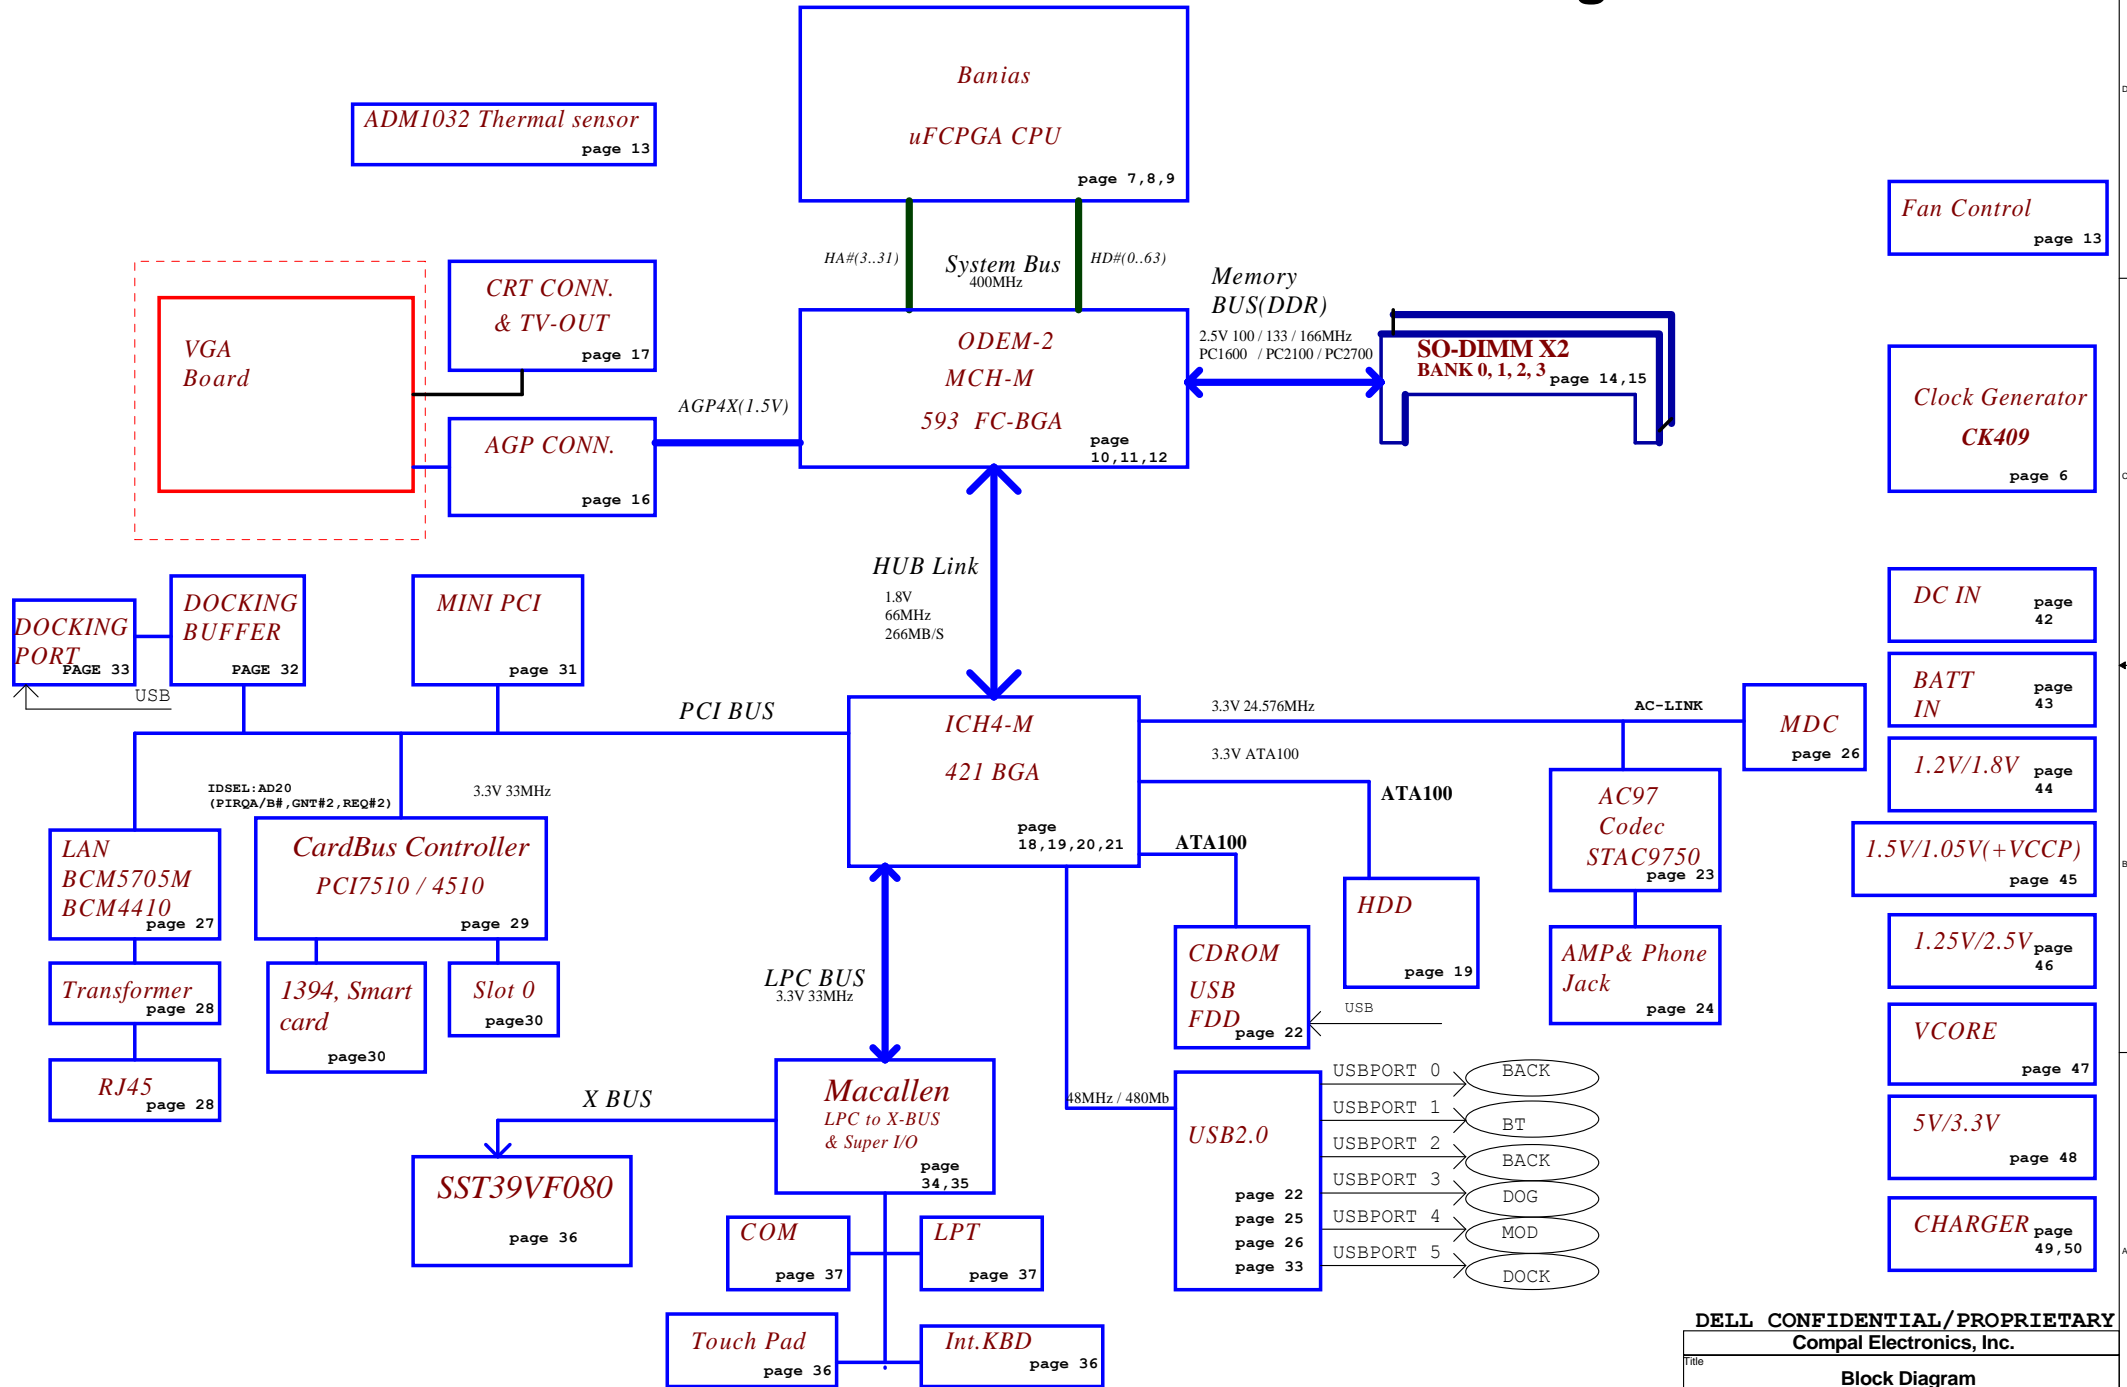 Banias
uFCPGA CPU
page 7,8,9
ADM1032 Thermal sensor
page 13
Fan Control
page 13
HA#(3..31)
System Bus
400MHz
HD#(0..63)
Memory
BUS(DDR)
2.5V 100 / 133 / 166MHz
PC1600 / PC2100 / PC2700
SO-DIMM X2
BANK 0, 1, 2, 3
page 14,15
VGA
Board
CRT CONN.
& TV-OUT
page 17
AGP4X(1.5V)
AGP CONN.
page 16
ODEM-2
MCH-M
593 FC-BGA
page
10,11,12
Clock Generator
CK409
page 6
HUB Link
1.8V
66MHz
266MB/S
DOCKING
PORT
PAGE 33
DOCKING
BUFFER
PAGE 32
USB
MINI PCI
page 31
PCI BUS
ICH4-M
421 BGA
page
18,19,20,21
3.3V 24.576MHz
AC-LINK
3.3V ATA100
ATA100
ATA100
MDC
page 26
DC IN
page
42
BATT
IN
page
43
1.2V/1.8V
page
44
1.5V/1.05V(+VCCP)
page 45
1.25V/2.5V
page
46
VCORE
page 47
5V/3.3V
page 48
CHARGER
page
49,50
IDSEL:AD20
(PIRQA/B#,GNT#2,REQ#2)
3.3V 33MHz
LAN
BCM5705M
BCM4410
page 27
CardBus Controller
PCI7510 / 4510
page 29
Transformer
page 28
1394, Smart
card
page30
Slot 0
page30
RJ45
page 28
LPC BUS
3.3V 33MHz
AC97
Codec
STAC9750
page 23
HDD
page 19
CDROM
USB
FDD
page 22
USB
AMP& Phone
Jack
page 24
X BUS
Macallen
LPC to X-BUS
& Super I/O
page
34,35
48MHz / 480Mb
USB2.0
page 22
page 25
page 26
page 33
USBPORT 0
BACK
USBPORT 1
BT
USBPORT 2
BACK
USBPORT 3
DOG
USBPORT 4
MOD
USBPORT 5
DOCK
SST39VF080
page 36
COM
page 37
LPT
page 37
Touch Pad
page 36
Int.KBD
page 36
D
C
B
A
DELL CONFIDENTIAL/PROPRIETARY
Compal Electronics, Inc.
Title
Block Diagram